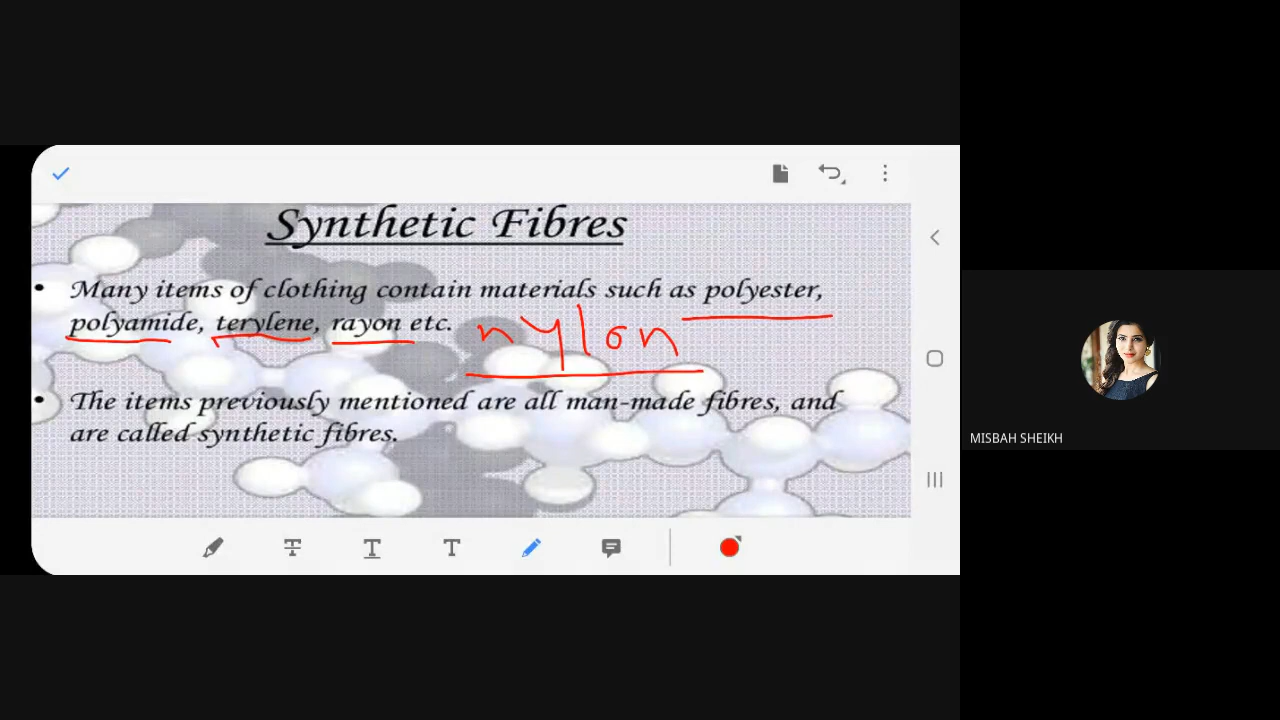 Synthetic Fibres
• Many items of clothing contain materials such as polyester,
polyamide, terylene, rayon etc. nylon
• The items previously mentioned are all man-made fibres, and
are called synthetic fibres.
T T T
MISBAH SHEIKH